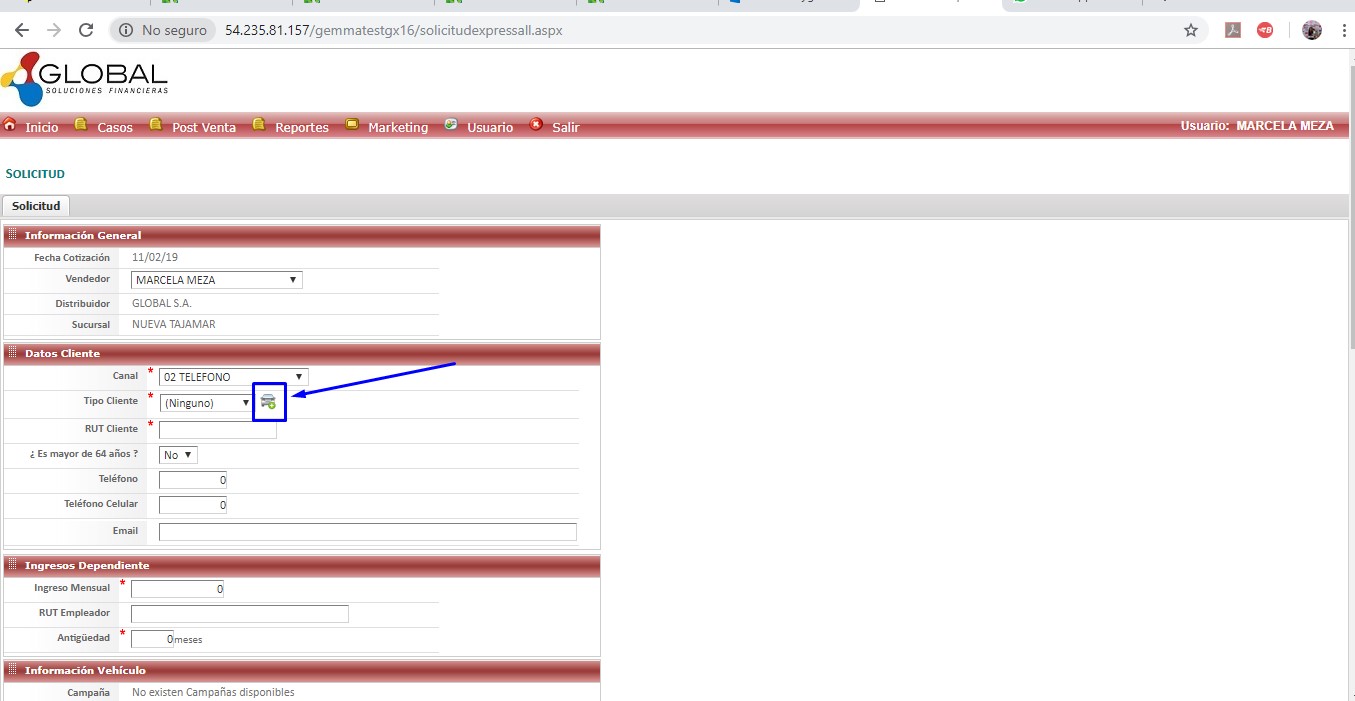 No seguro 54.235.81.157/gemmatestgx16/solicitudexpressall.aspx
GLOBAL
SOLUCIONES FINANCIERAS
Inicio Casos Post Venta Reportes Marketing Usuario Salir Usuario: MARCELA MEZA
SOLICITUD
Solicitud
Información General
Fecha Cotización 11/02/19
Vendedor MARCELA MEZA
Distribuidor GLOBAL S.A.
Sucursal NUEVA TAJAMAR
Datos Cliente
Canal * 02 TELEFONO
Tipo Cliente * (Ninguno)
RUT Cliente *
¿ Es mayor de 64 años ? No
Teléfono 0
Teléfono Celular 0
Email
Ingresos Dependiente
Ingreso Mensual * 0
RUT Empleador
Antigüedad * 0 meses
Información Vehículo
Campaña No existen Campañas disponibles